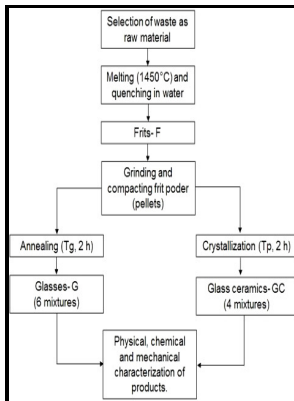 Selection of waste as
raw material
Melting (1450°C) and
quenching in water
Frits- F
Grinding and
compacting frit poder
(pellets)
Annealing (Tg, 2 h)
Crystallization (Tp, 2 h)
Glasses- G
(6 mixtures)
Glass ceramics- GC
(4 mixtures)
Physical, chemical
and mechanical
characterization of
products.